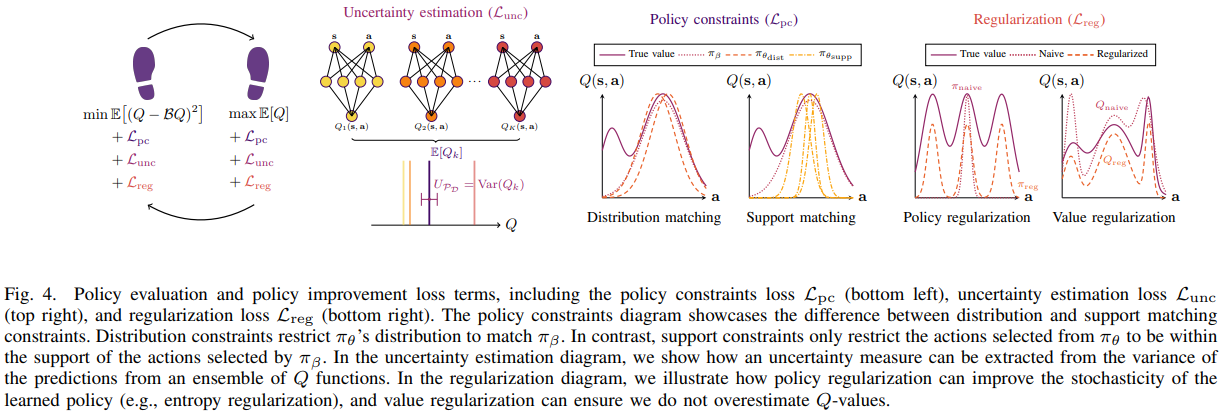 Uncertainty estimation (ℒunc)
Policy constraints (ℒpc)
Regularization (ℒreg)
s a s a s a
...
Q1(s, a) Q2(s, a) QK(s, a)
min 𝔼[(Q − ℬQ)²]
+ ℒpc
+ ℒunc
+ ℒreg
max 𝔼[Q]
+ ℒpc
+ ℒunc
+ ℒreg
𝔼[Qk]
U𝒫𝒟 = Var(Qk)
Q
True value πβ πθdist πθsupp
Q(s, a) Q(s, a)
a a
Distribution matching Support matching
True value Naive Regularized
Q(s, a) Q(s, a)
πnaive Qnaive
Qreg
πreg
a a
Policy regularization Value regularization
Fig. 4. Policy evaluation and policy improvement loss terms, including the policy constraints loss ℒpc (bottom left), uncertainty estimation loss ℒunc
(top right), and regularization loss ℒreg (bottom right). The policy constraints diagram showcases the difference between distribution and support matching
constraints. Distribution constraints restrict πθ's distribution to match πβ. In contrast, support constraints only restrict the actions selected from πθ to be within
the support of the actions selected by πβ. In the uncertainty estimation diagram, we show how an uncertainty measure can be extracted from the variance of
the predictions from an ensemble of Q functions. In the regularization diagram, we illustrate how policy regularization can improve the stochasticity of the
learned policy (e.g., entropy regularization), and value regularization can ensure we do not overestimate Q-values.